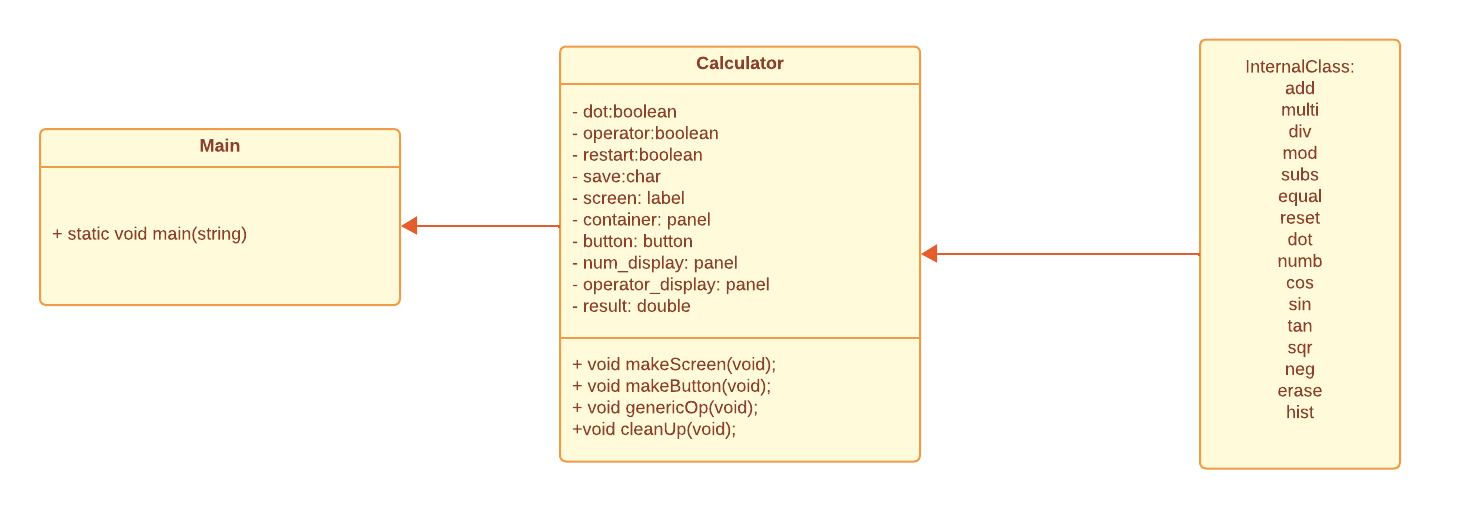 Main
+ static void main(string)
Calculator
- dot:boolean
- operator:boolean
- restart:boolean
- save:char
- screen: label
- container: panel
- button: button
- num_display: panel
- operator_display: panel
- result: double
+ void makeScreen(void);
+ void makeButton(void);
+ void genericOp(void);
+void cleanUp(void);
InternalClass:
add
multi
div
mod
subs
equal
reset
dot
numb
cos
sin
tan
sqr
neg
erase
hist